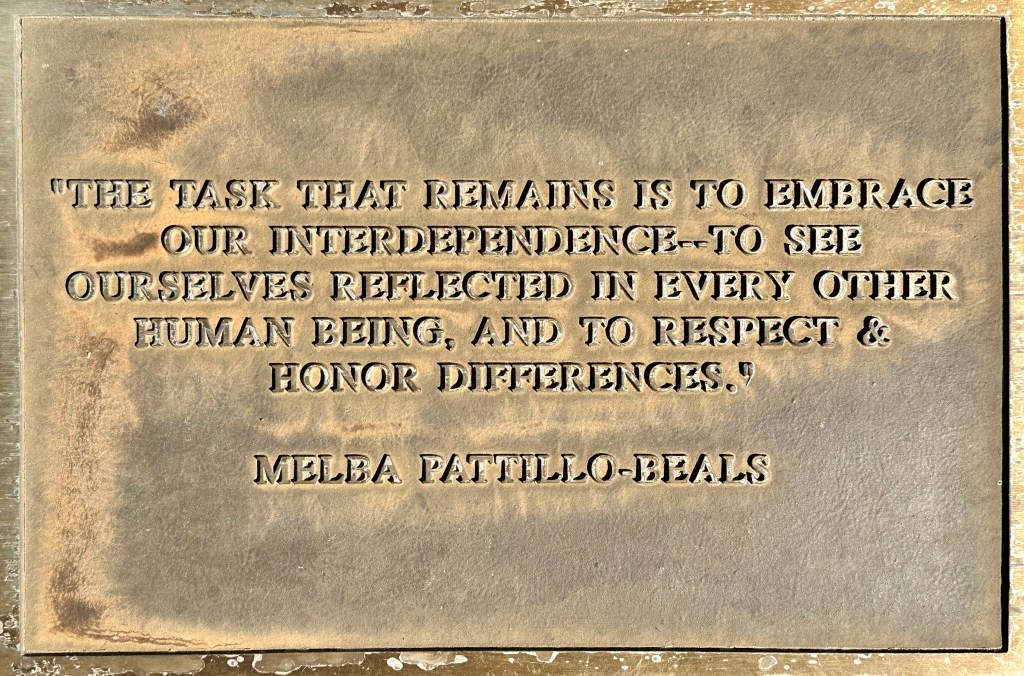 "THE TASK THAT REMAINS IS TO EMBRACE
OUR INTERDEPENDENCE--TO SEE
OURSELVES REFLECTED IN EVERY OTHER
HUMAN BEING, AND TO RESPECT &
HONOR DIFFERENCES."
MELBA PATTILLO-BEALS